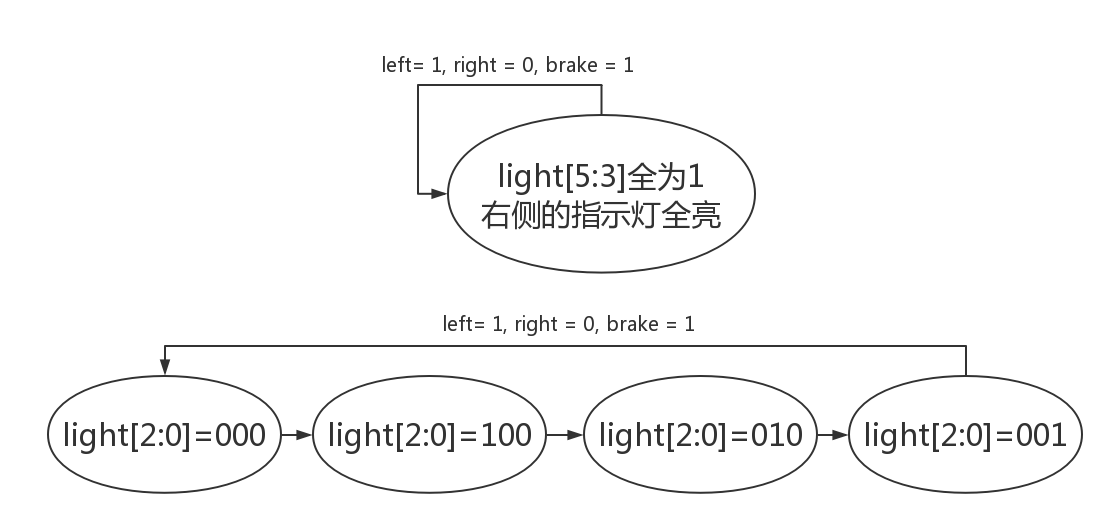 left= 1, right = 0, brake = 1
light[5:3]全为1
右侧的指示灯全亮
left= 1, right = 0, brake = 1
light[2:0]=000
light[2:0]=100
light[2:0]=010
light[2:0]=001